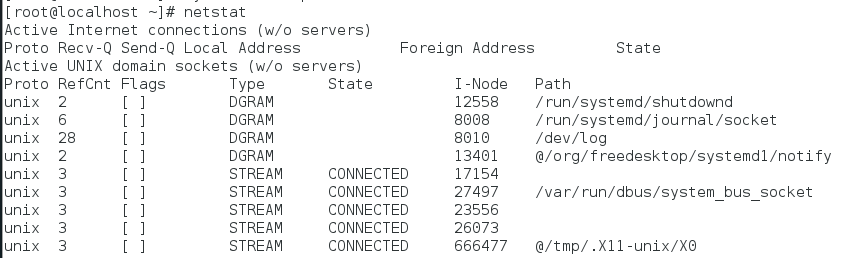 [root@localhost ~]# netstat
Active Internet connections (w/o servers)
Proto Recv-Q Send-Q Local Address           Foreign Address         State
Active UNIX domain sockets (w/o servers)
Proto RefCnt Flags       Type       State         I-Node   Path
unix  2      [ ]         DGRAM                    12558    /run/systemd/shutdownd
unix  6      [ ]         DGRAM                    8008     /run/systemd/journal/socket
unix  28     [ ]         DGRAM                    8010     /dev/log
unix  2      [ ]         DGRAM                    13401    @/org/freedesktop/systemd1/notify
unix  3      [ ]         STREAM     CONNECTED     17154
unix  3      [ ]         STREAM     CONNECTED     27497    /var/run/dbus/system_bus_socket
unix  3      [ ]         STREAM     CONNECTED     23556
unix  3      [ ]         STREAM     CONNECTED     26073
unix  3      [ ]         STREAM     CONNECTED     666477   @/tmp/.X11-unix/X0